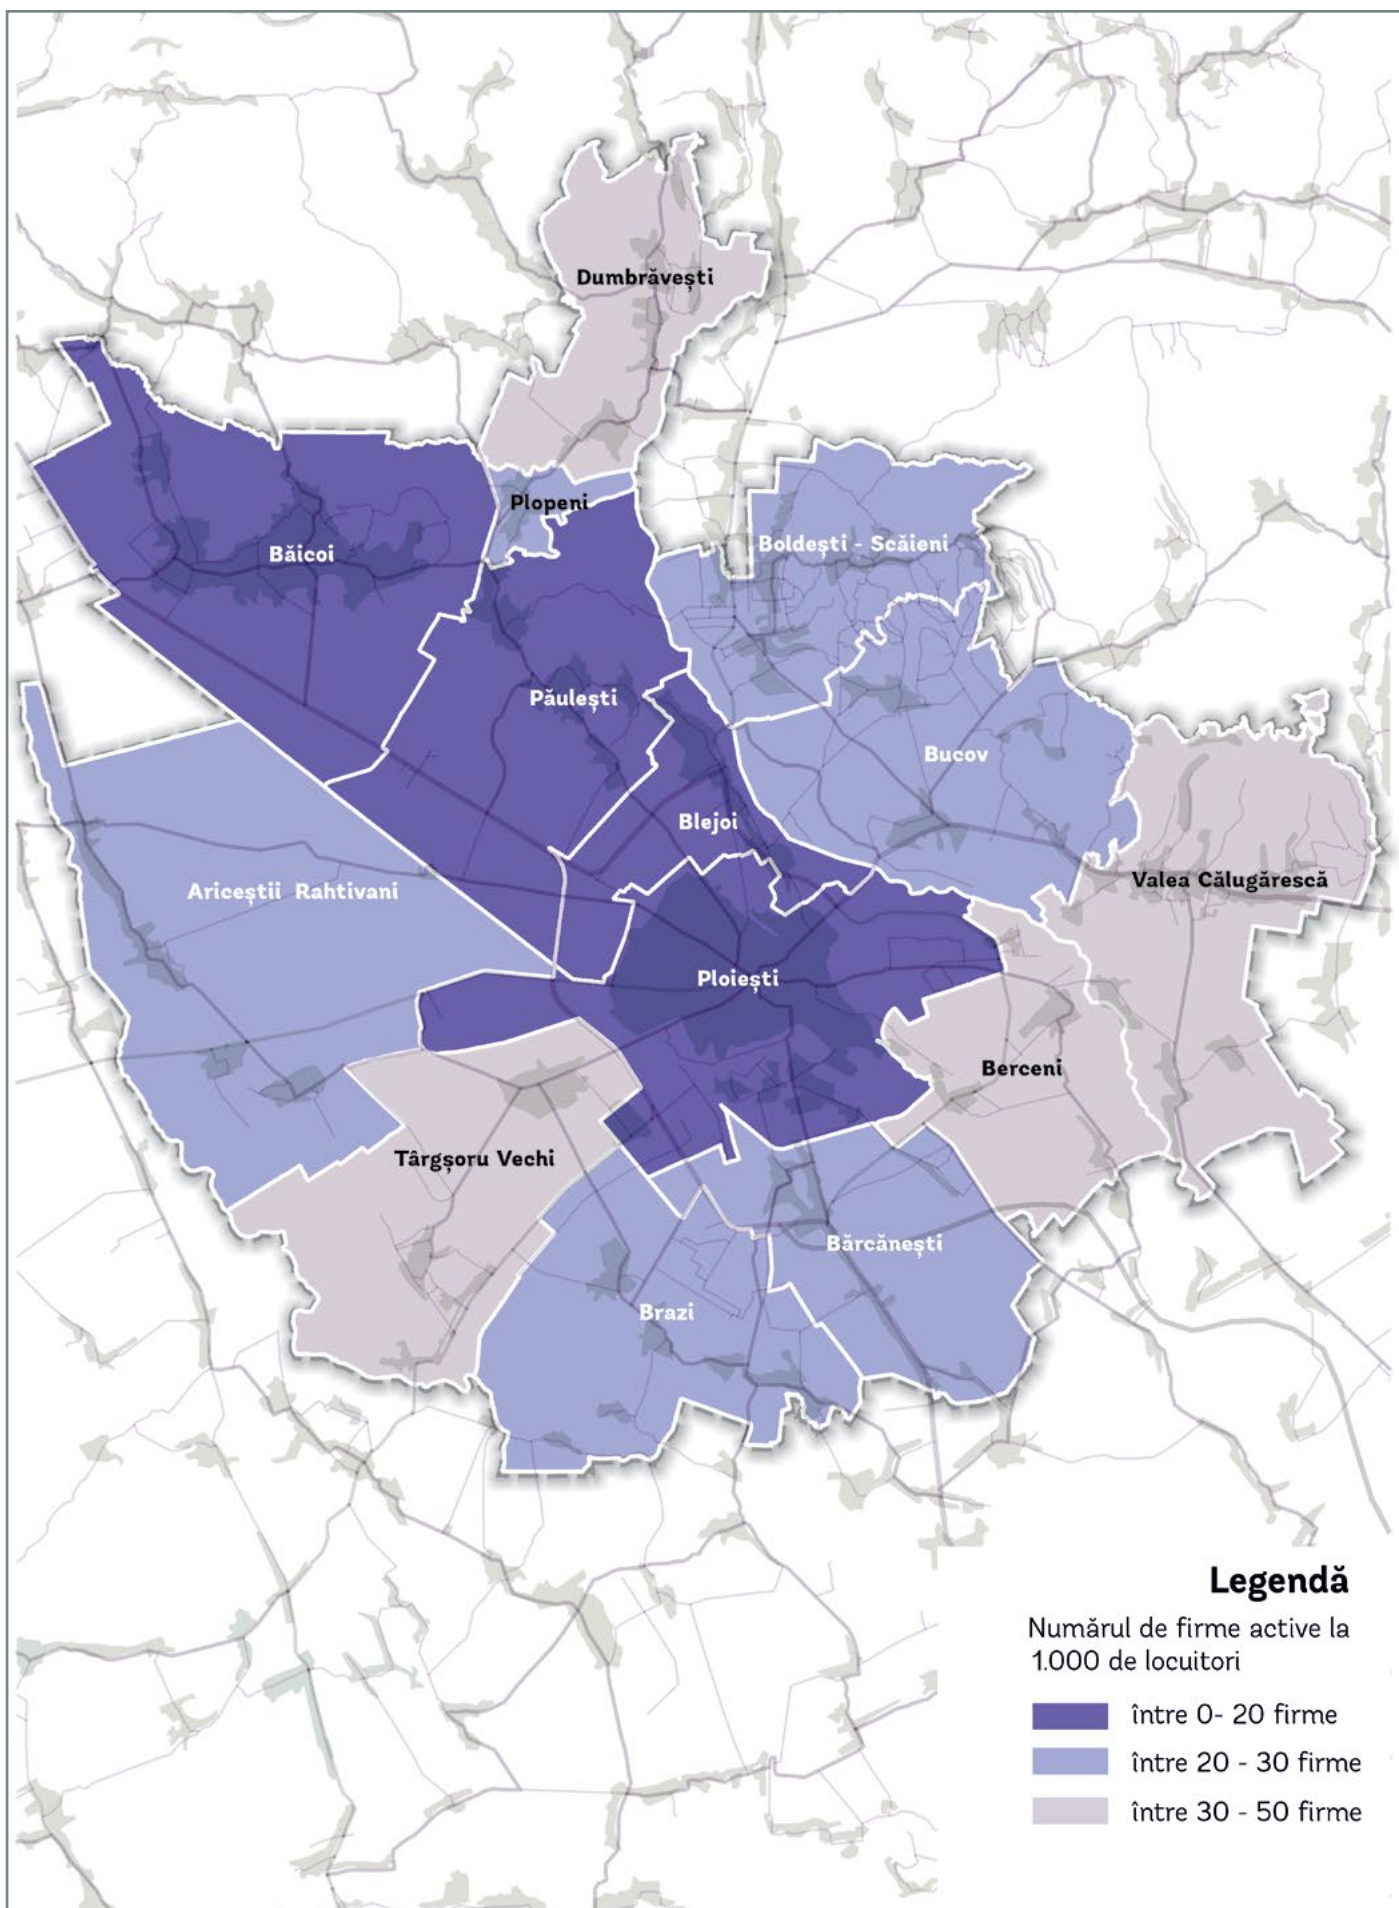 Dumbrăvești
Plopeni
Băicoi
Boldești - Scăieni
Păulești
Bucov
Blejoi
Valea Călugărescă
Ariceștii Rahtivani
Ploiești
Berceni
Târgșoru Vechi
Bărcănești
Brazi
Legendă
Numărul de firme active la
1.000 de locuitori
între 0- 20 firme
între 20 - 30 firme
între 30 - 50 firme